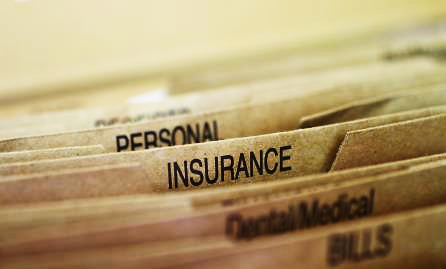 PERSONAL
INSURANCE
Dental/Medical
BILLS